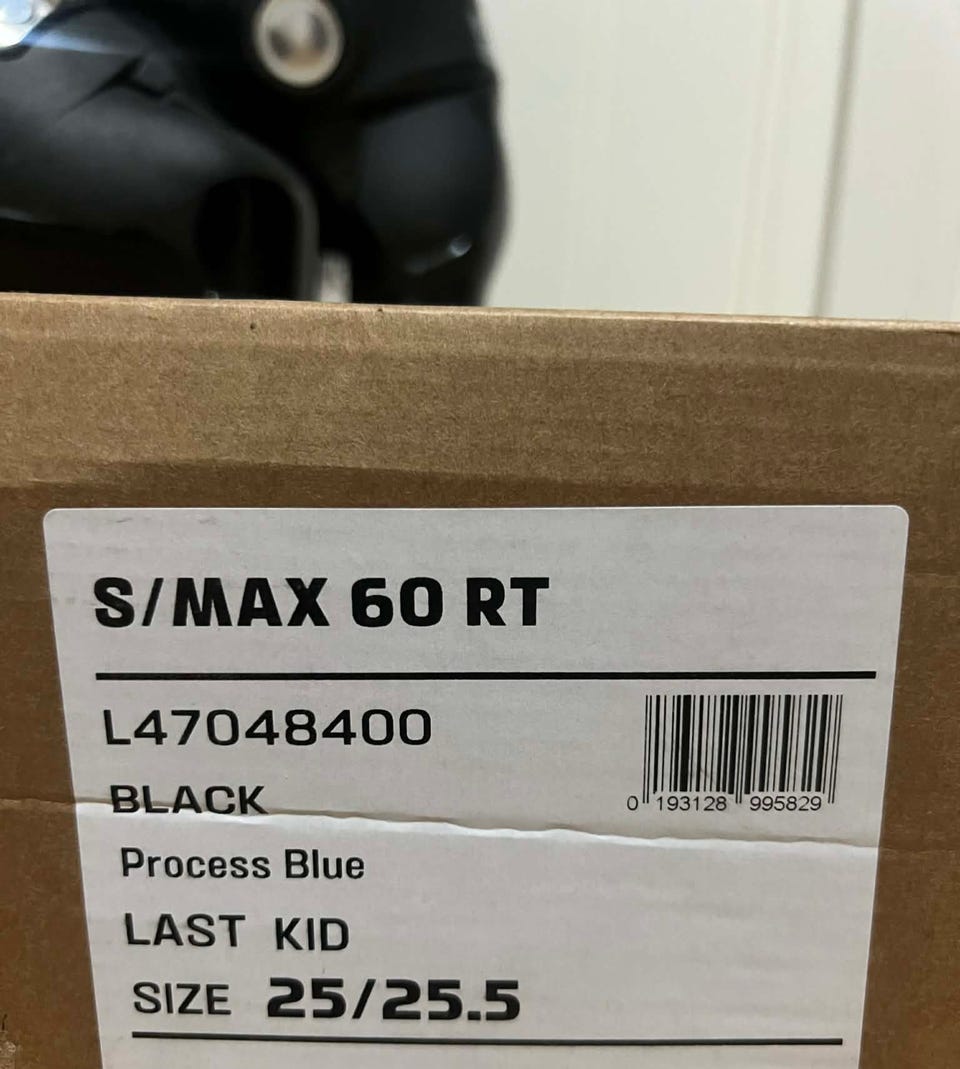 S/MAX 60 RT
L47048400
BLACK
0 193128 995829
Process Blue
LAST KID
SIZE 25/25.5